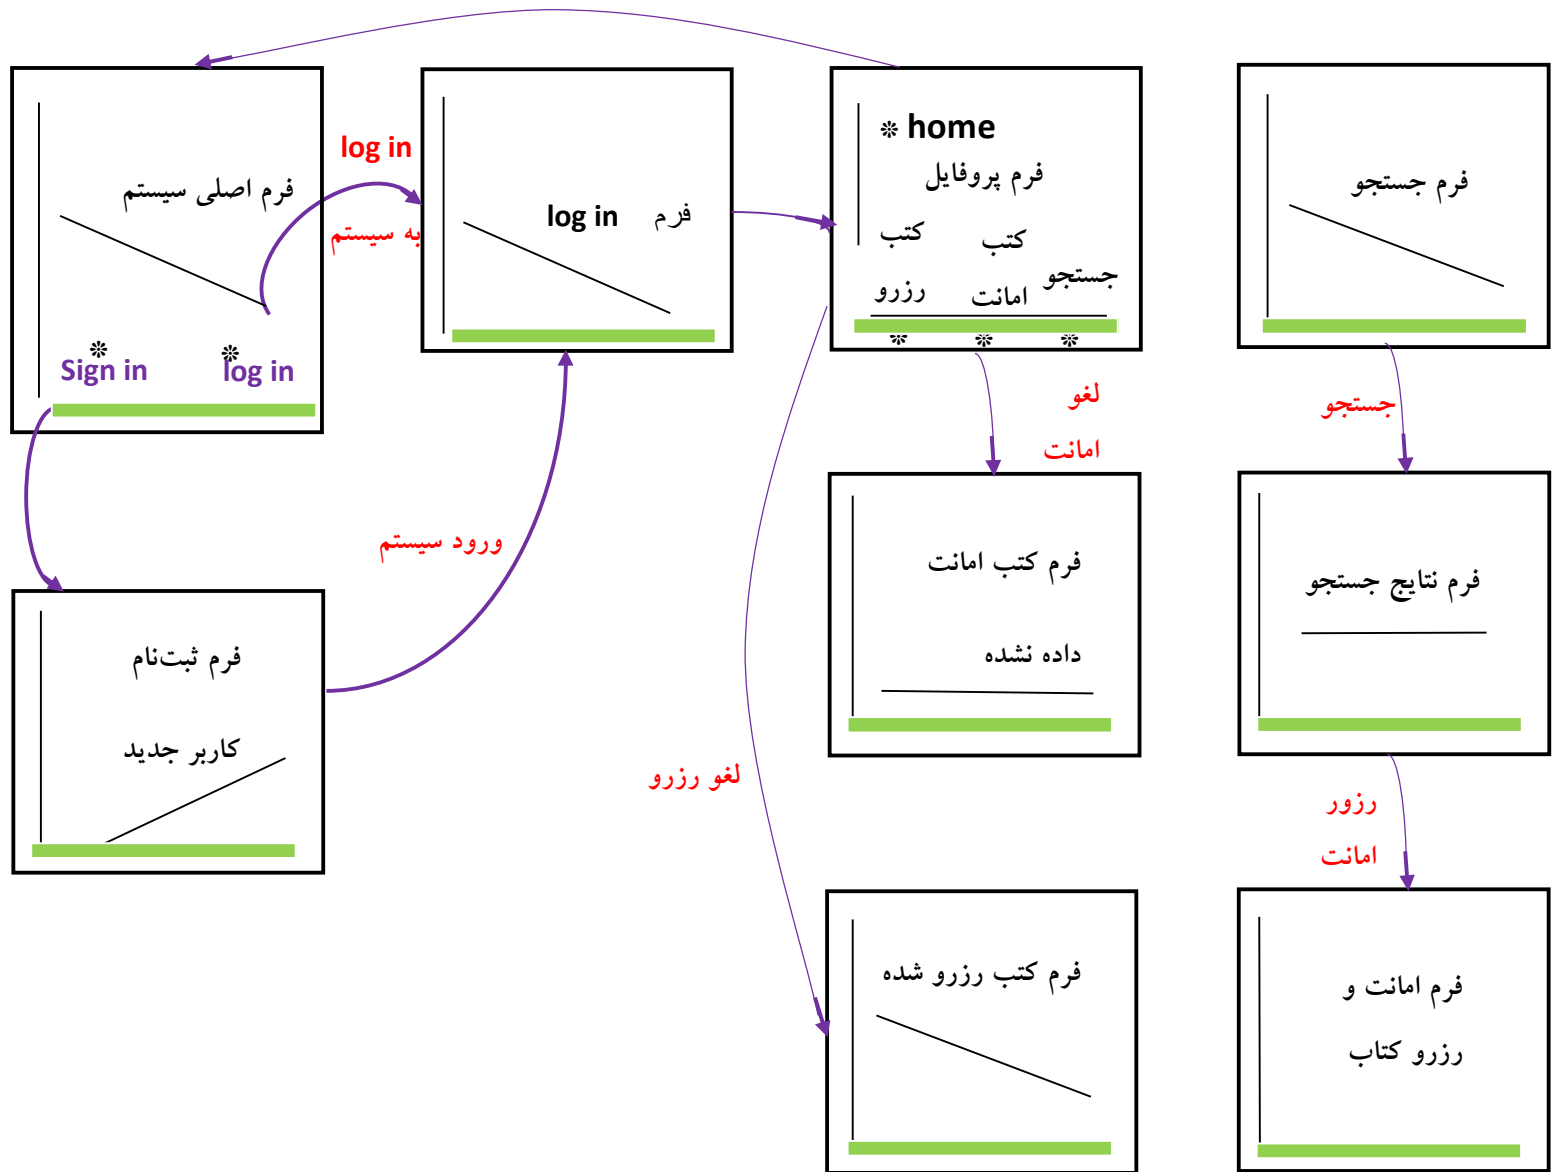 فرم اصلی سیستم
Sign in
log in
log in
به سیستم
فرم log in
home
فرم پروفایل
کتب رزرو
کتب امانت
جستجو
فرم جستجو
لغو
امانت
جستجو
ورود سیستم
فرم ثبت‌نام
کاربر جدید
فرم کتب امانت
داده نشده
فرم نتایج جستجو
لغو رزرو
رزور
امانت
فرم کتب رزرو شده
فرم امانت و
رزرو کتاب